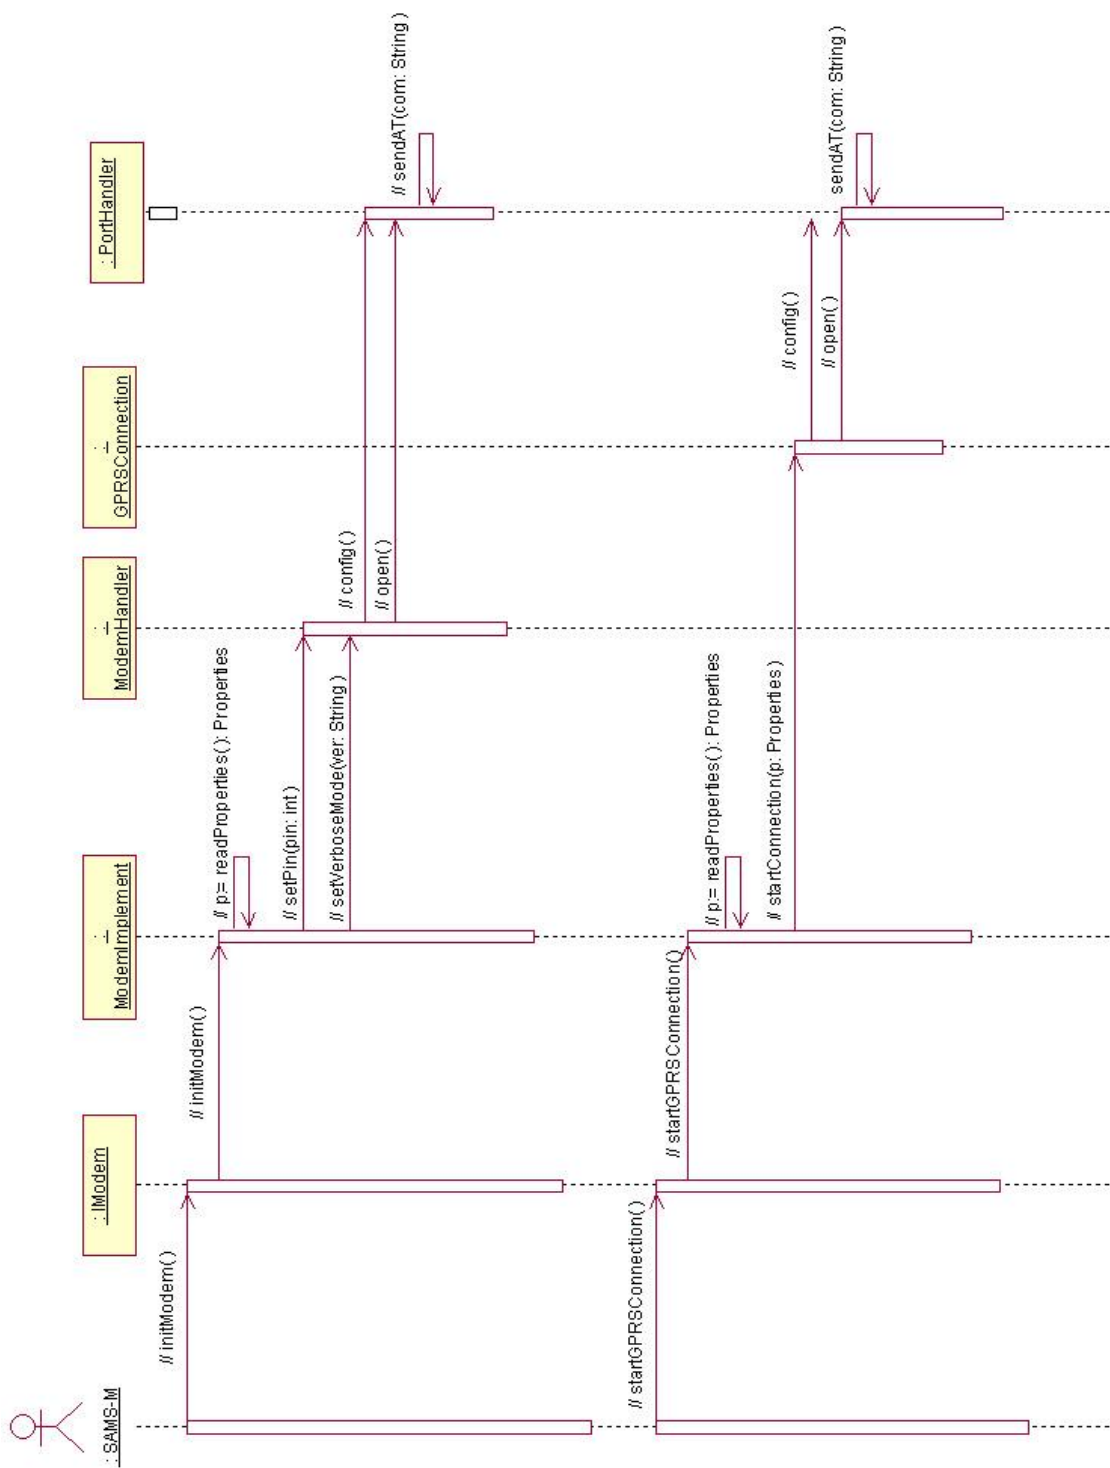 : SAMS-M
: IModem
:
ModemImplement
:
ModemHandler
:
GPRSConnection
: PortHandler
// initModem( )
// initModem( )
// p:= readProperties( ): Properties
// setPin(pin: int )
// setVerboseMode(ver: String )
// config( )
// open( )
// sendAT(com: String )
// startGPRSConnection( )
// startGPRSConnection( )
// p:= readProperties( ): Properties
// startConnection(p: Properties)
// config( )
// open( )
sendAT(com: String )